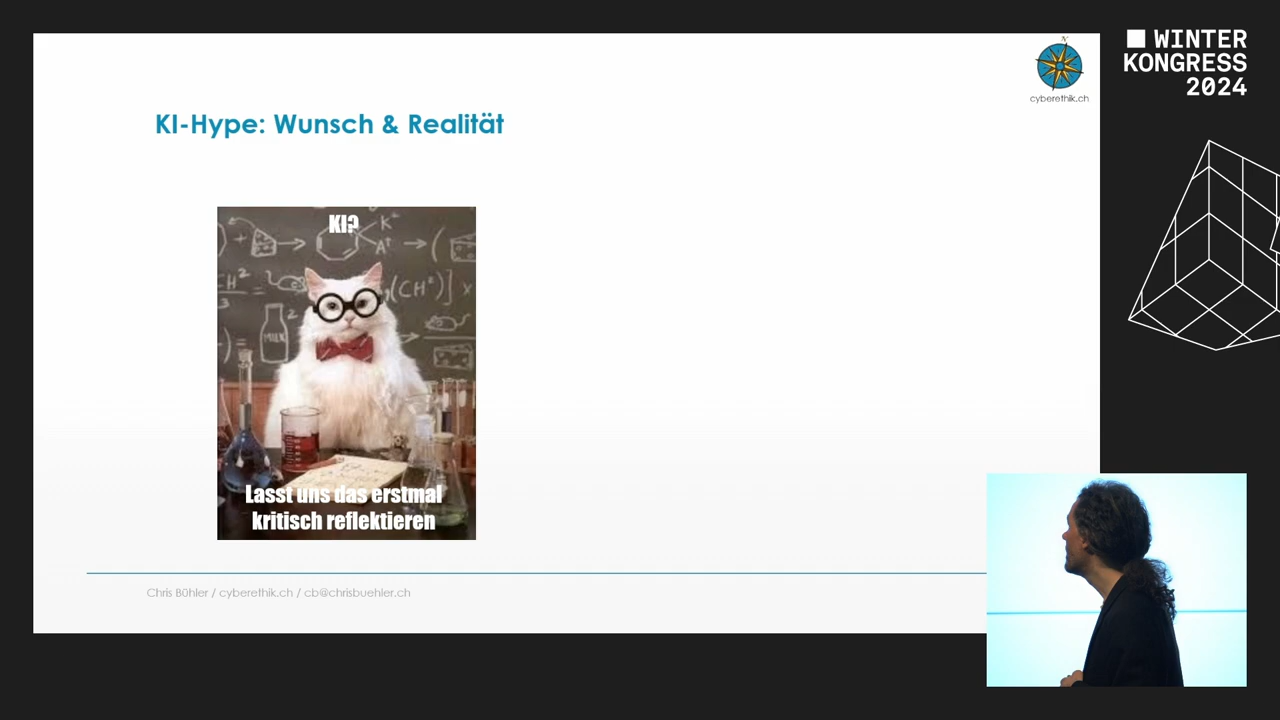 N
cyberethik.ch
WINTER
KONGRESS
2024
KI-Hype: Wunsch & Realität
KI?
Lasst uns das erstmal
kritisch reflektieren
MILK
Chris Bühler / cyberethik.ch / cb@chrisbuehler.ch